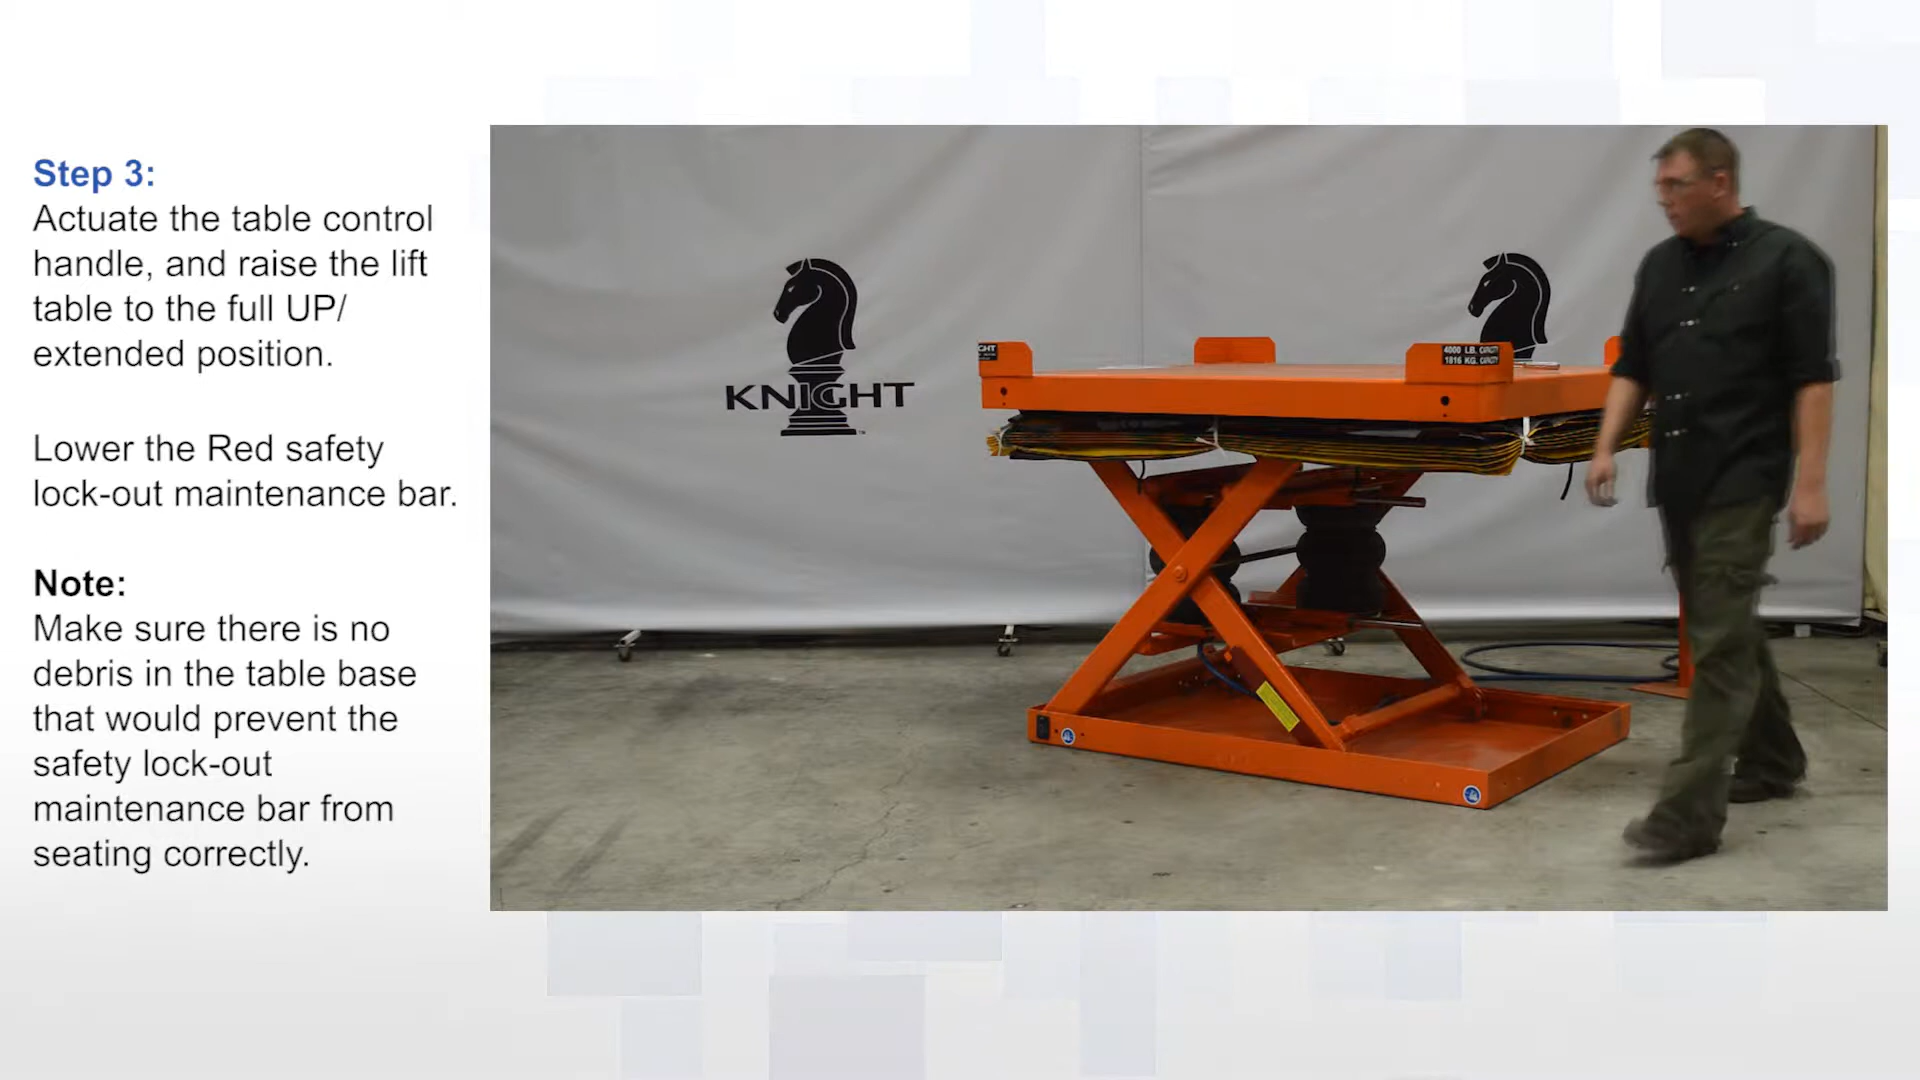 Step 3:
Actuate the table control
handle, and raise the lift
table to the full UP/
extended position.
Lower the Red safety
lock-out maintenance bar.
Note:
Make sure there is no
debris in the table base
that would prevent the
safety lock-out
maintenance bar from
seating correctly.
KNIGHT
4000 LB. CAPACITY
1816 KG. CAPACITY